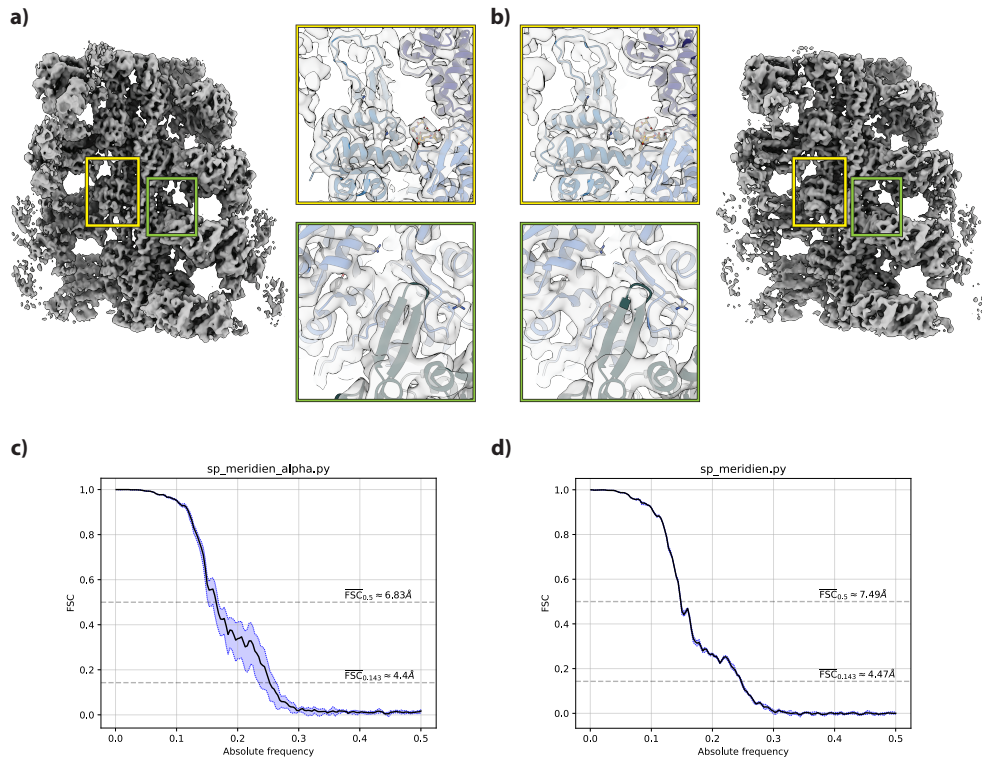 a)
b)
c)
sp_meridien_alpha.py
FSC
1.0
0.8
0.6
0.4
0.2
0.0
FSC0.5 ≈ 6.83Å
FSC0.143 ≈ 4.4Å
0.0 0.1 0.2 0.3 0.4 0.5
Absolute frequency
d)
sp_meridien.py
FSC
1.0
0.8
0.6
0.4
0.2
0.0
FSC0.5 ≈ 7.49Å
FSC0.143 ≈ 4.47Å
0.0 0.1 0.2 0.3 0.4 0.5
Absolute frequency